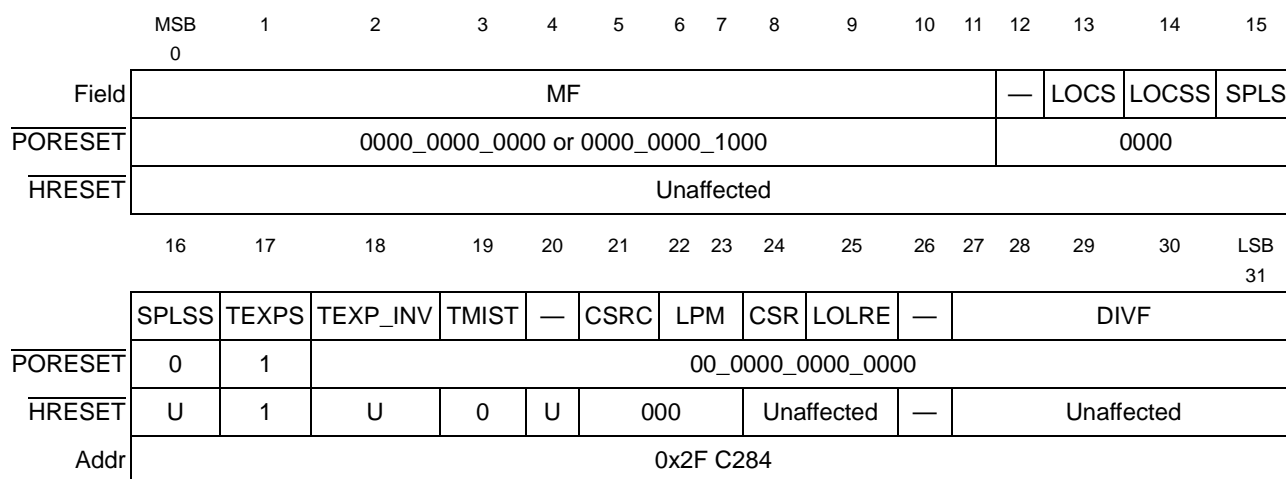 MSB 1 2 3 4 5 6 7 8 9 10 11 12 13 14 15
0
Field MF — LOCS LOCSS SPLS
PORESET 0000_0000_0000 or 0000_0000_1000 0000
HRESET Unaffected
16 17 18 19 20 21 22 23 24 25 26 27 28 29 30 LSB
31
SPLSS TEXPS TEXP_INV TMIST — CSRC LPM CSR LOLRE — DIVF
PORESET 0 1 00_0000_0000_0000
HRESET U 1 U 0 U 000 Unaffected — Unaffected
Addr 0x2F C284